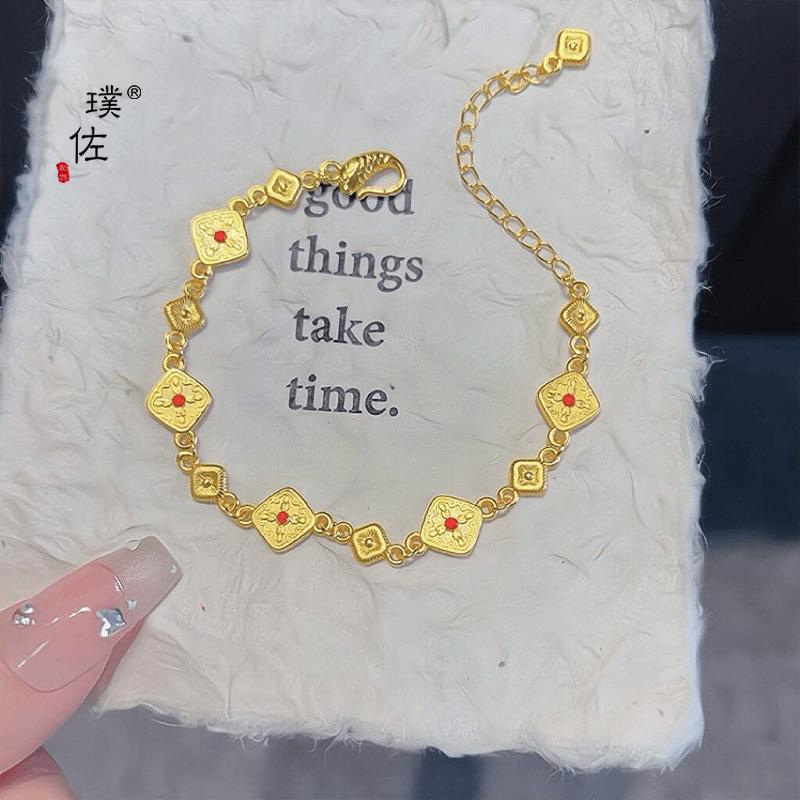 璞®
佐
good
things
take
time.